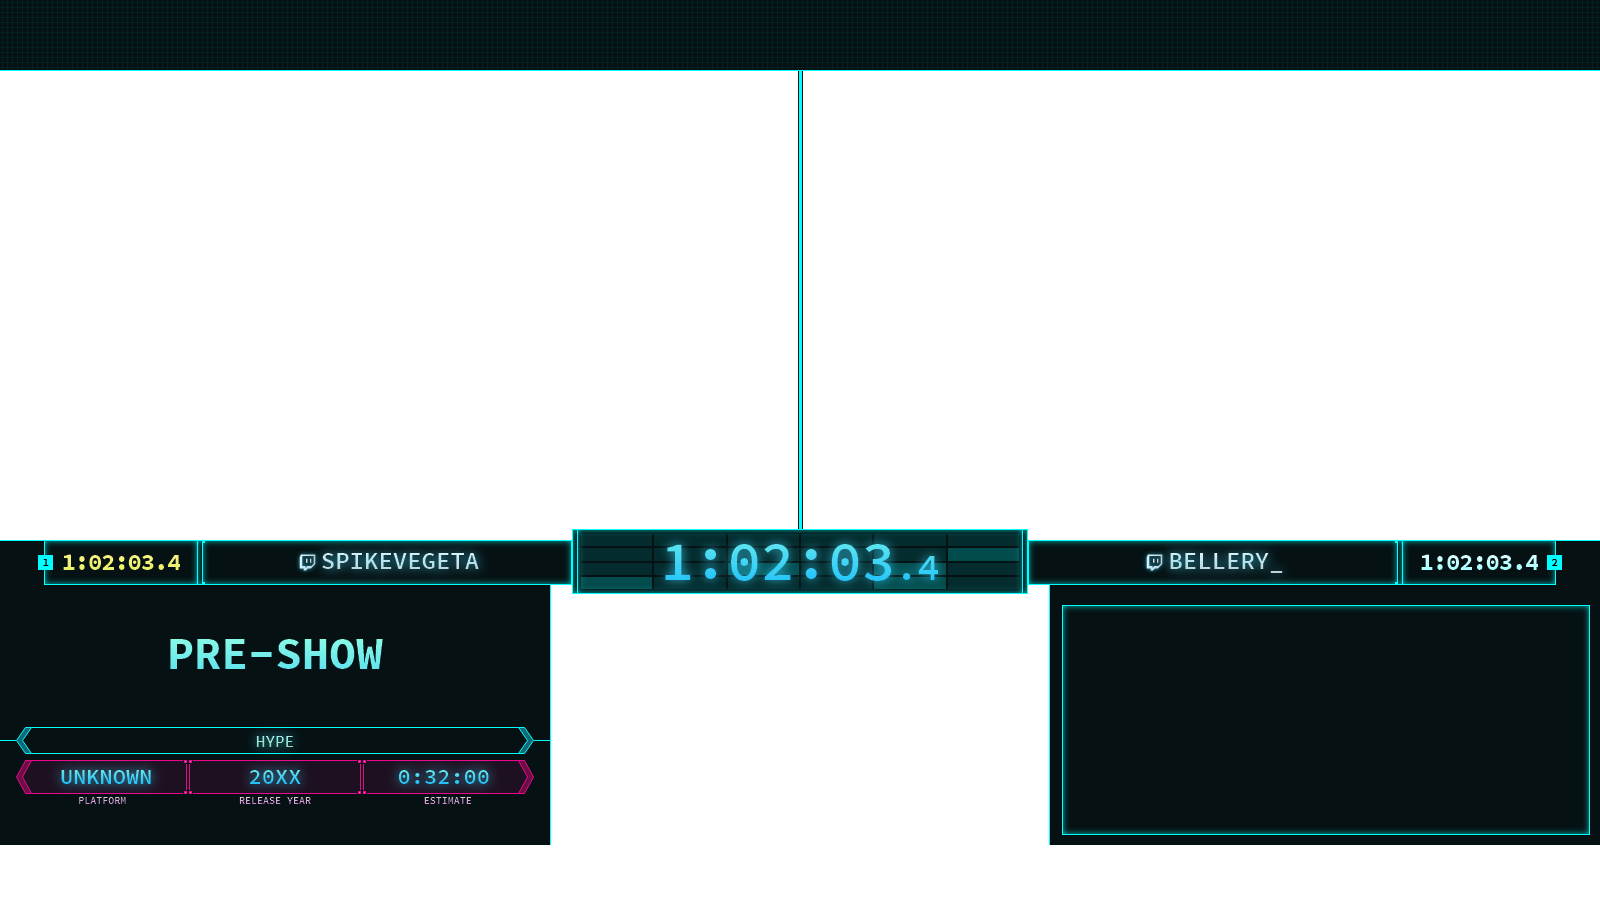 1 1:02:03.4 SPIKEVEGETA 1:02:03.4 BELLERY_ 1:02:03.4 2
PRE-SHOW
HYPE
UNKNOWN 20XX 0:32:00
PLATFORM RELEASE YEAR ESTIMATE